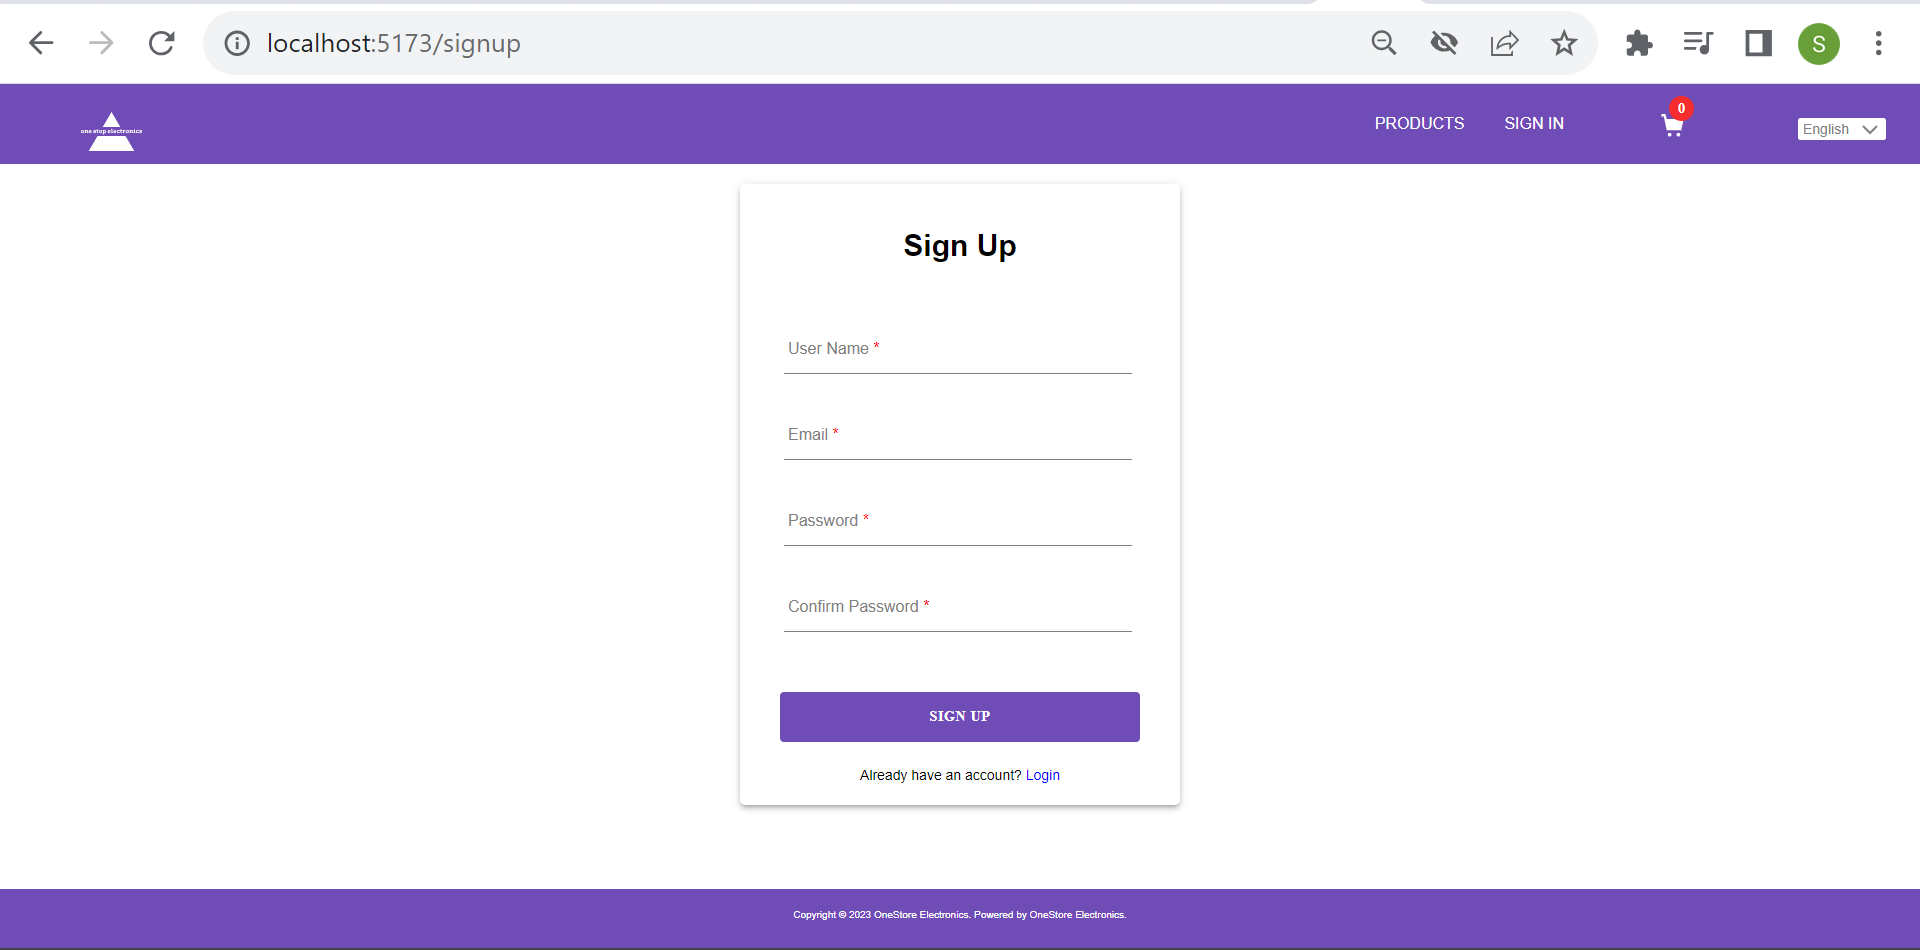 localhost:5173/signup
S
one stop electronics
PRODUCTS
SIGN IN
0
English
Sign Up
User Name *
Email *
Password *
Confirm Password *
SIGN UP
Already have an account? Login
Copyright © 2023 OneStore Electronics. Powered by OneStore Electronics.